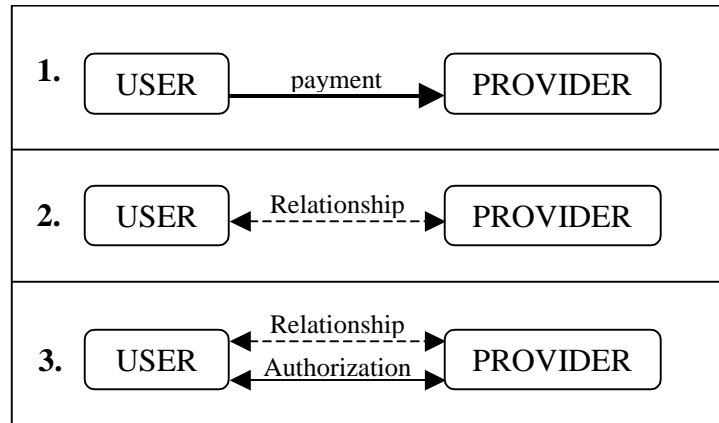 1. USER payment PROVIDER
2. USER Relationship PROVIDER
3. USER Relationship PROVIDER
Authorization